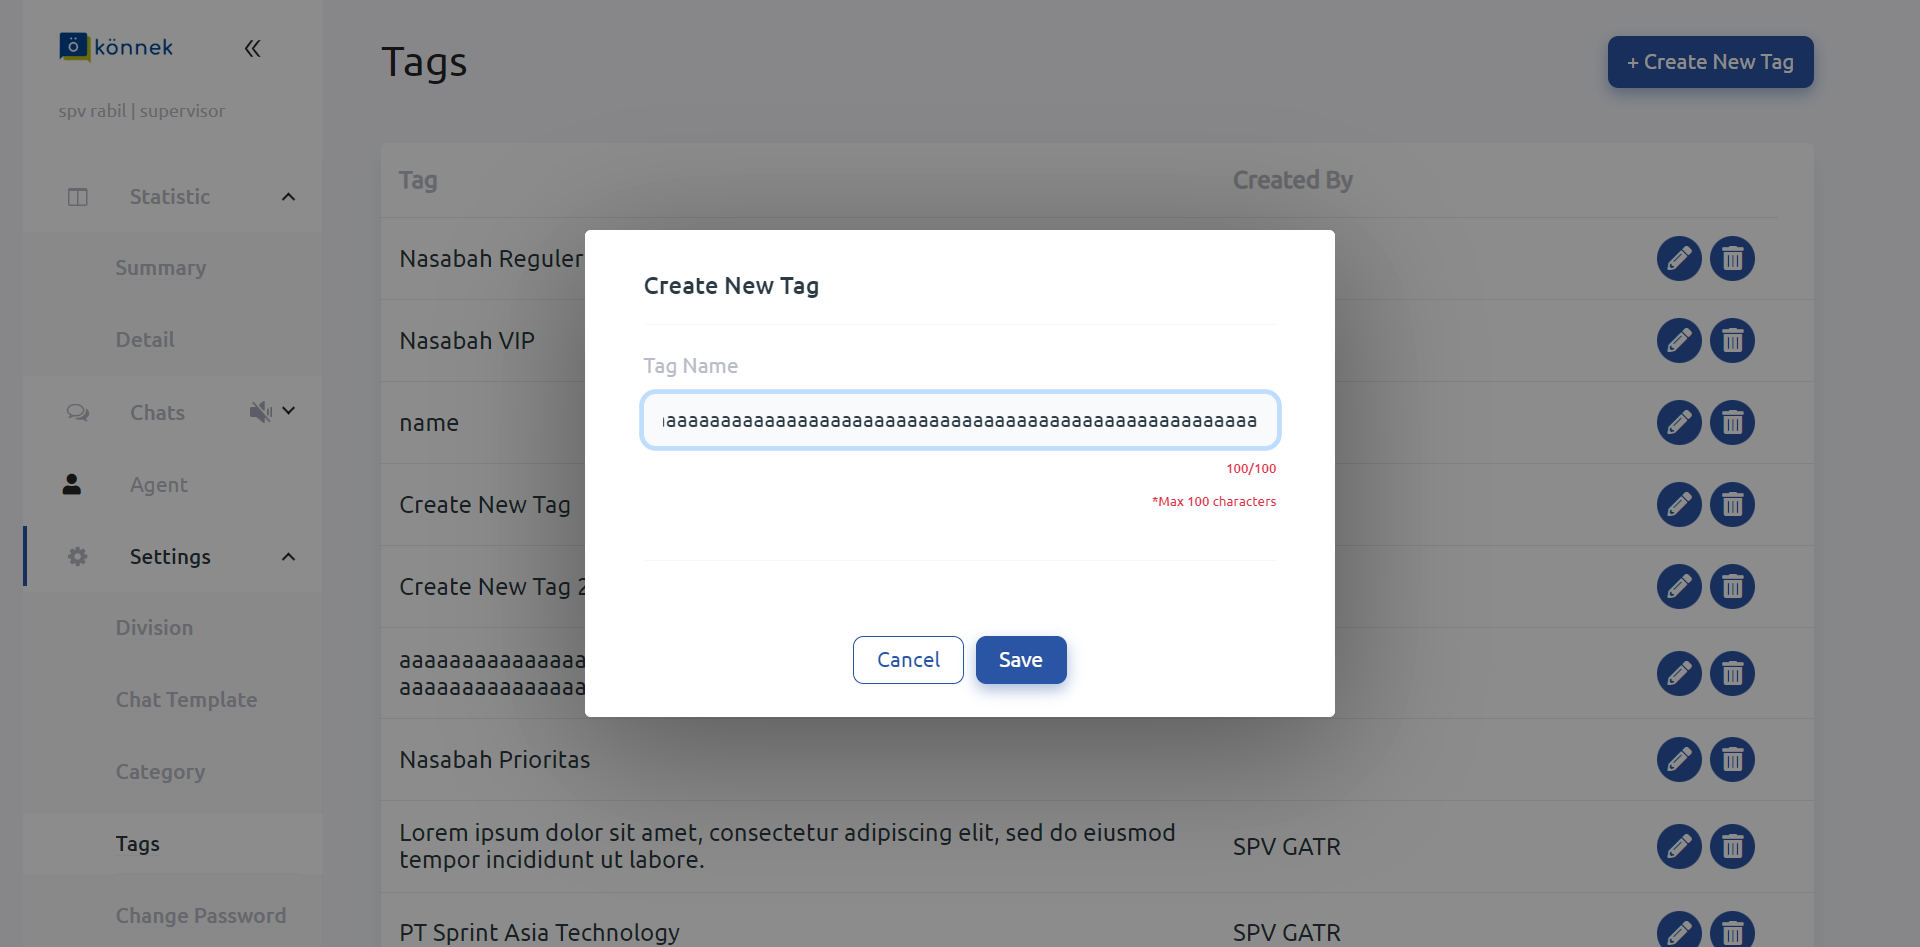 könnek
spv rabil | supervisor
Statistic
Summary
Detail
Chats
Agent
Settings
Division
Chat Template
Category
Tags
Change Password
Tags
+ Create New Tag
Tag
Created By
Nasabah Reguler
Nasabah VIP
name
Create New Tag
Create New Tag 2
aaaaaaaaaaaaaaa
aaaaaaaaaaaaaaa
Nasabah Prioritas
Lorem ipsum dolor sit amet, consectetur adipiscing elit, sed do eiusmod
tempor incididunt ut labore.
SPV GATR
PT Sprint Asia Technology
SPV GATR
Create New Tag
Tag Name
aaaaaaaaaaaaaaaaaaaaaaaaaaaaaaaaaaaaaaaaaaaaaaaaaaaaaa
100/100
*Max 100 characters
Cancel
Save